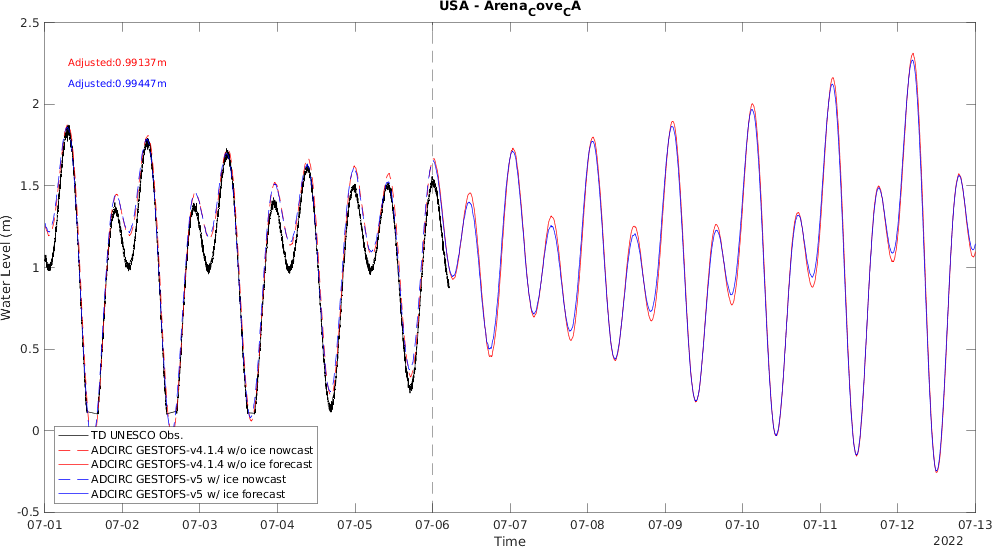 USA - ArenaCoveCA
Adjusted:0.99137m
Adjusted:0.99447m
Water Level (m)
2.5
2
1.5
1
0.5
0
-0.5
TD UNESCO Obs.
ADCIRC GESTOFS-v4.1.4 w/o ice nowcast
ADCIRC GESTOFS-v4.1.4 w/o ice forecast
ADCIRC GESTOFS-v5 w/ ice nowcast
ADCIRC GESTOFS-v5 w/ ice forecast
07-01 07-02 07-03 07-04 07-05 07-06 07-07 07-08 07-09 07-10 07-11 07-12 07-13
Time
2022